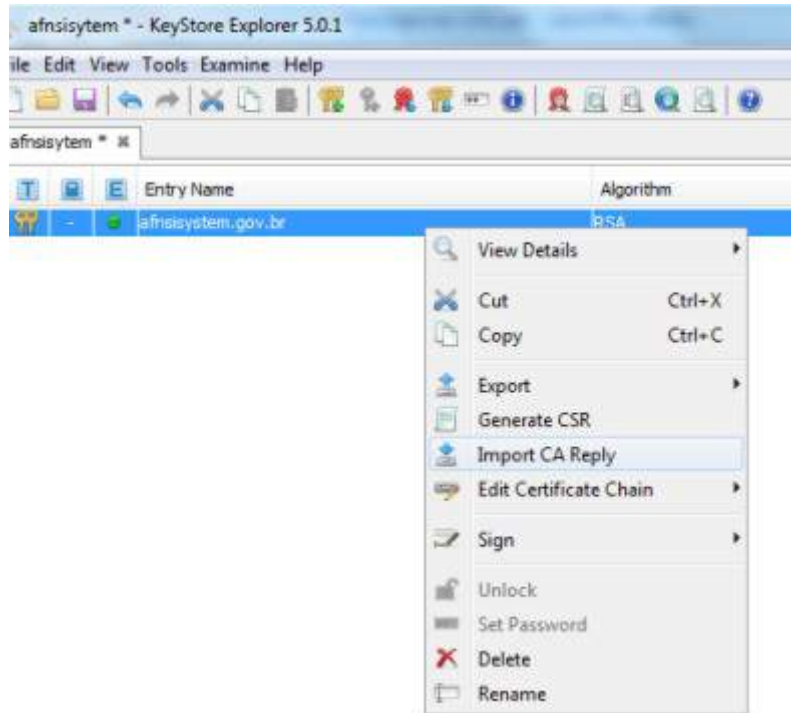 afnsisytem * - KeyStore Explorer 5.0.1
ile Edit View Tools Examine Help
afnsisytem *
T E Entry Name Algorithm
afnsisystem.gov.br RSA
View Details
Cut Ctrl+X
Copy Ctrl+C
Export
Generate CSR
Import CA Reply
Edit Certificate Chain
Sign
Unlock
Set Password
Delete
Rename